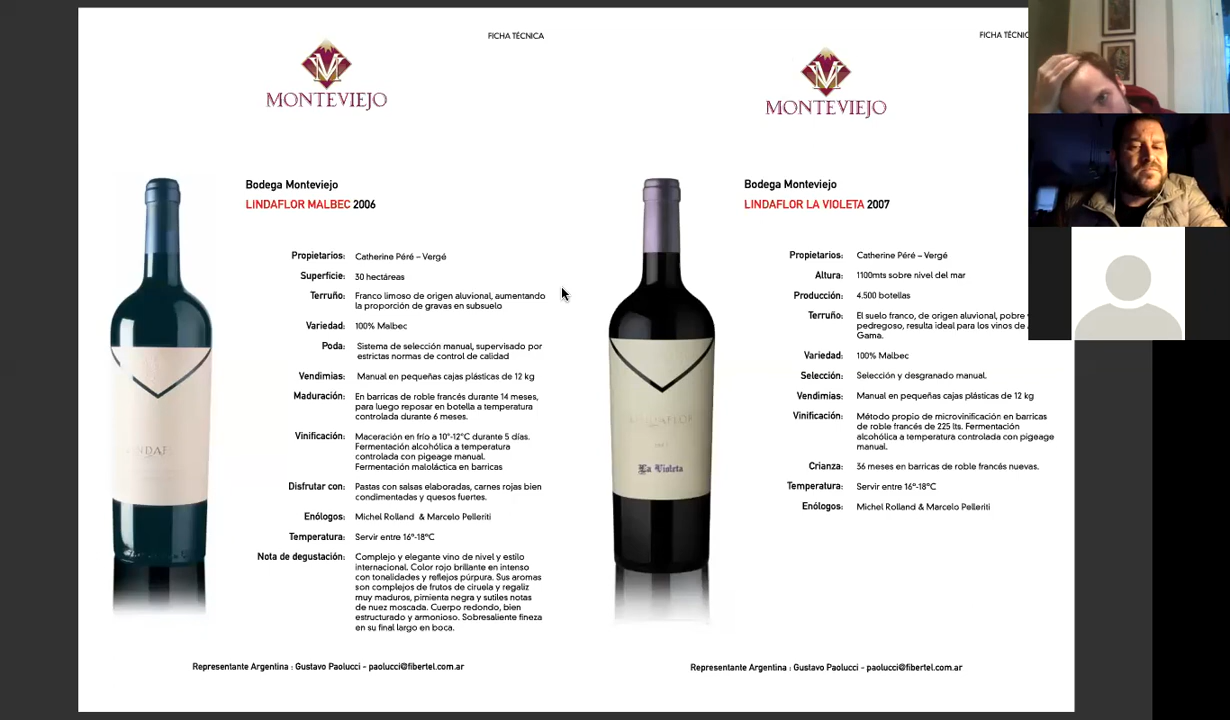 FICHA TÉCNICA
MONTEVIEJO
Bodega Monteviejo
LINDAFLOR MALBEC 2006
Propietarios: Catherine Péré – Vergé
Superficie: 30 hectáreas
Terruño: Franco limoso de origen aluvional, aumentando
la proporción de gravas en subsuelo
Variedad: 100% Malbec
Poda: Sistema de selección manual, supervisado por
estrictas normas de control de calidad
Vendimias: Manual en pequeñas cajas plásticas de 12 kg
Maduración: En barricas de roble francés durante 14 meses,
para luego reposar en botella a temperatura
controlada durante 6 meses.
Vinificación: Maceración en frío a 10°-12°C durante 5 días.
Fermentación alcohólica a temperatura
controlada con pigeage manual.
Fermentación maloláctica en barricas
Disfrutar con: Pastas con salsas elaboradas, carnes rojas bien
condimentadas y quesos fuertes.
Enólogos: Michel Rolland & Marcelo Pelleriti
Temperatura: Servir entre 16º-18ºC
Nota de degustación: Complejo y elegante vino de nivel y estilo
internacional. Color rojo brillante en intenso
con tonalidades y reflejos púrpura. Sus aromas
son complejos de frutos de ciruela y regaliz
muy maduros, pimienta negra y sutiles notas
de nuez moscada. Cuerpo redondo, bien
estructurado y armonioso. Sobresaliente fineza
en su final largo en boca.
Representante Argentina : Gustavo Paolucci - paolucci@fibertel.com.ar
FICHA TÉCNIC
MONTEVIEJO
Bodega Monteviejo
LINDAFLOR LA VIOLETA 2007
Propietarios: Catherine Péré – Vergé
Altura: 1100mts sobre nivel del mar
Producción: 4.500 botellas
Terruño: El suelo franco, de origen aluvional, pobre
pedregoso, resulta ideal para los vinos de
Gama.
Variedad: 100% Malbec
Selección: Selección y desgranado manual.
Vendimias: Manual en pequeñas cajas plásticas de 12 kg
Vinificación: Método propio de microvinificación en barricas
de roble francés de 225 lts. Fermentación
alcohólica a temperatura controlada con pigeage
manual.
Crianza: 36 meses en barricas de roble francés nuevas.
Temperatura: Servir entre 16º-18ºC
Enólogos: Michel Rolland & Marcelo Pelleriti
LINDAFLOR
La Violeta
Representante Argentina : Gustavo Paolucci - paolucci@fibertel.com.ar